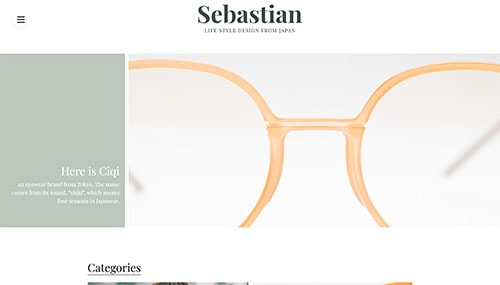 Sebastian
LIFE STYLE DESIGN FROM JAPAN
Here is Ciqi
an eyewear brand from Tokyo. The name
comes from its sound, "shiki", which means
four seasons in Japanese.
Categories